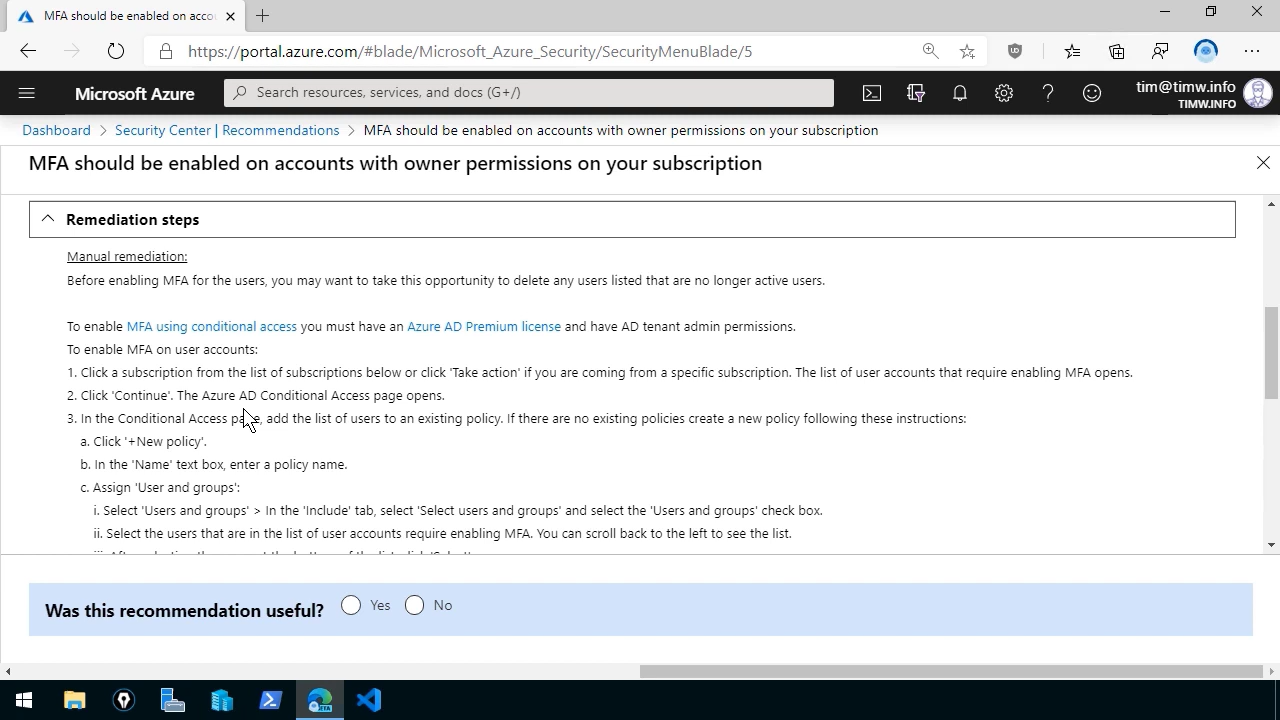 MFA should be enabled on acco
https://portal.azure.com/#blade/Microsoft_Azure_Security/SecurityMenuBlade/5
Microsoft Azure
Search resources, services, and docs (G+/)
tim@timw.info
TIMW.INFO
Dashboard > Security Center | Recommendations > MFA should be enabled on accounts with owner permissions on your subscription
MFA should be enabled on accounts with owner permissions on your subscription
Remediation steps
Manual remediation:
Before enabling MFA for the users, you may want to take this opportunity to delete any users listed that are no longer active users.
To enable MFA using conditional access you must have an Azure AD Premium license and have AD tenant admin permissions.
To enable MFA on user accounts:
1. Click a subscription from the list of subscriptions below or click 'Take action' if you are coming from a specific subscription. The list of user accounts that require enabling MFA opens.
2. Click 'Continue'. The Azure AD Conditional Access page opens.
3. In the Conditional Access page, add the list of users to an existing policy. If there are no existing policies create a new policy following these instructions:
a. Click '+New policy'.
b. In the 'Name' text box, enter a policy name.
c. Assign 'User and groups':
i. Select 'Users and groups' > In the 'Include' tab, select 'Select users and groups' and select the 'Users and groups' check box.
ii. Select the users that are in the list of user accounts require enabling MFA. You can scroll back to the left to see the list.
Was this recommendation useful?
Yes
No